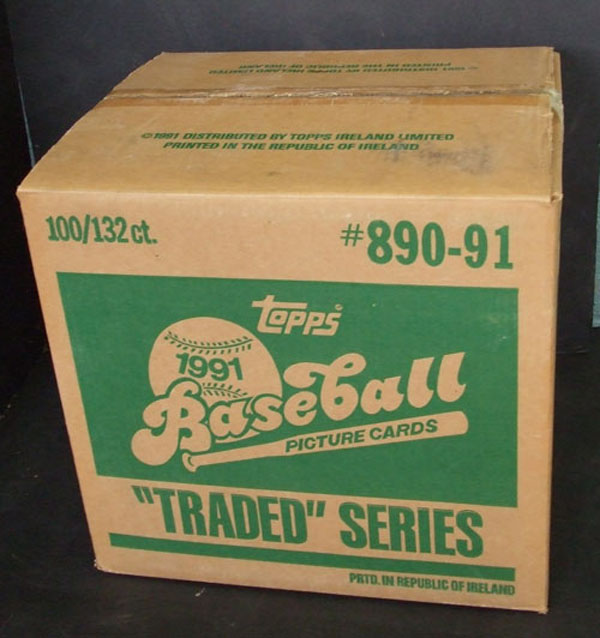 ©1991 DISTRIBUTED BY TOPPS IRELAND LIMITED
PRINTED IN THE REPUBLIC OF IRELAND
100/132 ct.
#890-91
topps
1991
Baseball
PICTURE CARDS
"TRADED" SERIES
PRTD. IN REPUBLIC OF IRELAND